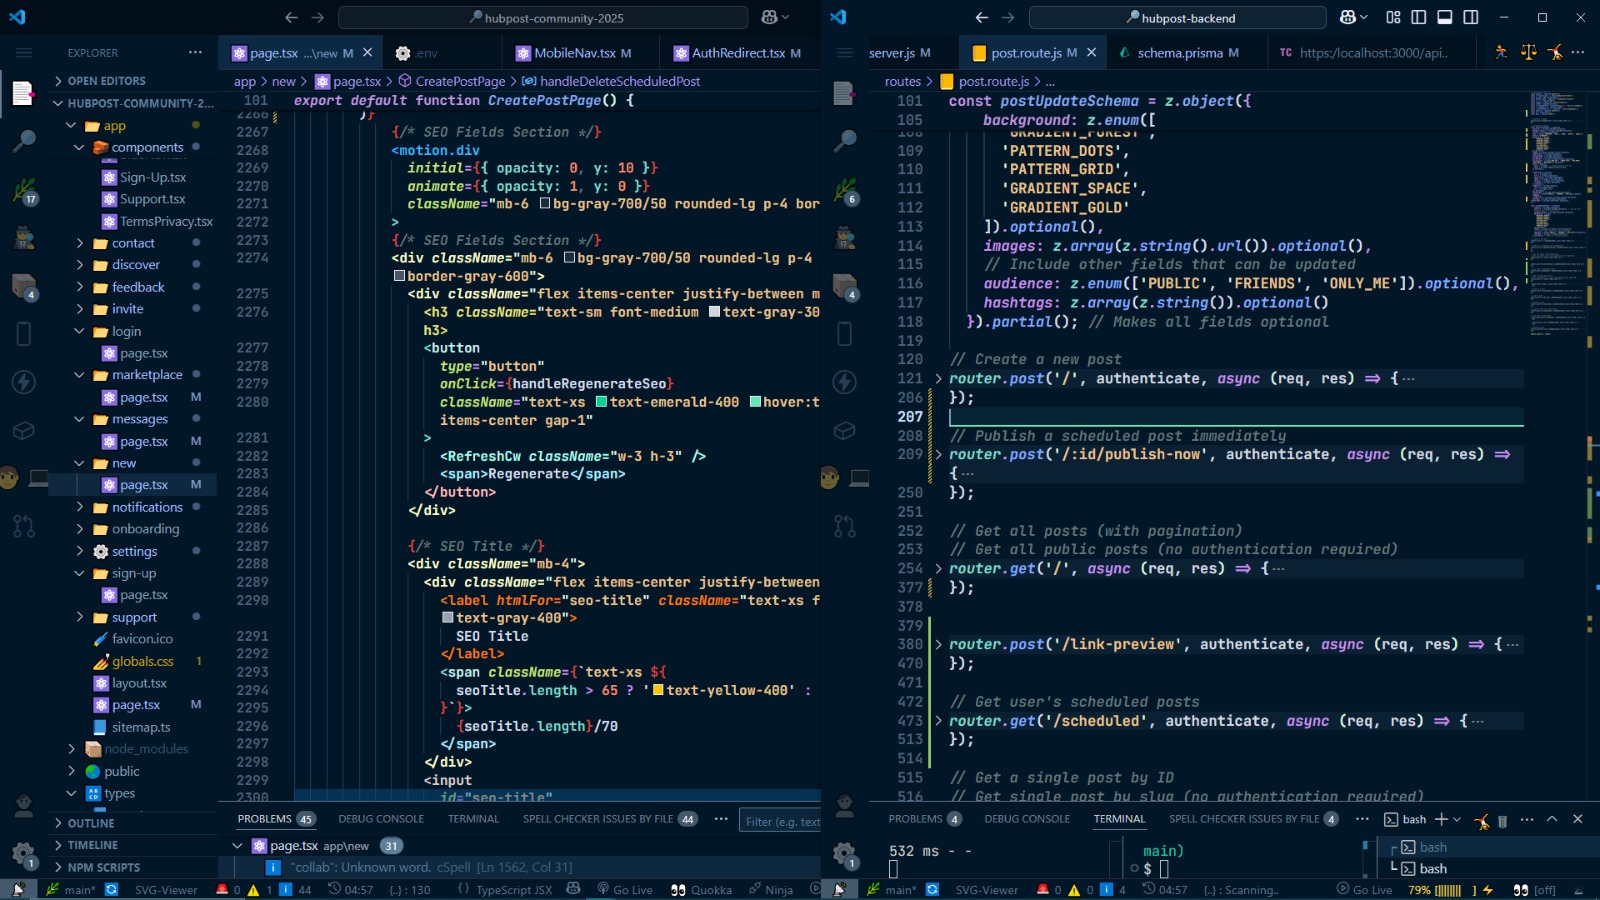 hubpost-community-2025
EXPLORER
OPEN EDITORS
HUBPOST-COMMUNITY-2...
app
components
Sign-Up.tsx
Support.tsx
TermsPrivacy.tsx
contact
discover
feedback
invite
login
page.tsx
marketplace
page.tsx M
messages
page.tsx M
new
page.tsx M
notifications
onboarding
settings
sign-up
page.tsx
support
favicon.ico
globals.css 1
layout.tsx
page.tsx M
sitemap.ts
node_modules
public
types
OUTLINE
TIMELINE
NPM SCRIPTS
17
4
1
page.tsx ...\new M
.env
MobileNav.tsx M
AuthRedirect.tsx M
app > new > page.tsx > CreatePostPage > handleDeleteScheduledPost
101 export default function CreatePostPage() {
2266 )}
2267 {/* SEO Fields Section */}
2268 <motion.div
2269 initial={{ opacity: 0, y: 10 }}
2270 animate={{ opacity: 1, y: 0 }}
2271 className="mb-6 bg-gray-700/50 rounded-lg p-4 bor
2272 >
2273 {/* SEO Fields Section */}
2274 <div className="mb-6 bg-gray-700/50 rounded-lg p-4
border-gray-600">
2275 <div className="flex items-center justify-between m
2276 <h3 className="text-sm font-medium text-gray-30
h3>
2277 <button
2278 type="button"
2279 onClick={handleRegenerateSeo}
2280 className="text-xs text-emerald-400 hover:t
items-center gap-1"
2281 >
2282 <RefreshCw className="w-3 h-3" />
2283 <span>Regenerate</span>
2284 </button>
2285 </div>
2286
2287 {/* SEO Title */}
2288 <div className="mb-4">
2289 <div className="flex items-center justify-between
2290 <label htmlFor="seo-title" className="text-xs f
text-gray-400">
2291 SEO Title
2292 </label>
2293 <span className={`text-xs ${
2294 seoTitle.length > 65 ? 'text-yellow-400' :
2295 }`}>
2296 {seoTitle.length}/70
2297 </span>
2298 </div>
2299 <input
2300 id="seo-title"
PROBLEMS 45 DEBUG CONSOLE TERMINAL SPELL CHECKER ISSUES BY FILE 44 ... Filter (e.g. text
page.tsx app\new 31
"collab": Unknown word. cSpell [Ln 1562, Col 31]
main* SVG-Viewer 0 1 44 04:57 {..} : 130 TypeScript JSX Go Live Quokka Ninja
hubpost-backend
server.js M
post.route.js M
schema.prisma M
TC https://localhost:3000/api..
routes > post.route.js > ...
6
4
1
101 const postUpdateSchema = z.object({
105 background: z.enum([
108 'GRADIENT_FOREST',
109 'PATTERN_DOTS',
110 'PATTERN_GRID',
111 'GRADIENT_SPACE',
112 'GRADIENT_GOLD'
113 ]).optional(),
114 images: z.array(z.string().url()).optional(),
115 // Include other fields that can be updated
116 audience: z.enum(['PUBLIC', 'FRIENDS', 'ONLY_ME']).optional(),
117 hashtags: z.array(z.string()).optional()
118 }).partial(); // Makes all fields optional
119
120 // Create a new post
121 router.post('/', authenticate, async (req, res) => {...
206 });
207
208 // Publish a scheduled post immediately
209 router.post('/:id/publish-now', authenticate, async (req, res) =>
{...
250 });
251
252 // Get all posts (with pagination)
253 // Get all public posts (no authentication required)
254 router.get('/', async (req, res) => {...
377 });
378
379
380 router.post('/link-preview', authenticate, async (req, res) => {...
470 });
471
472 // Get user's scheduled posts
473 router.get('/scheduled', authenticate, async (req, res) => {...
513 });
514
515 // Get a single post by ID
516 // Get single post by slug (no authentication required)
PROBLEMS 4 DEBUG CONSOLE TERMINAL SPELL CHECKER ISSUES BY FILE 4 ... bash
532 ms - -
main)
$
bash
bash
main* SVG-Viewer 0 0 4 04:57 {..} : Scanning.. Go Live 79% [off]